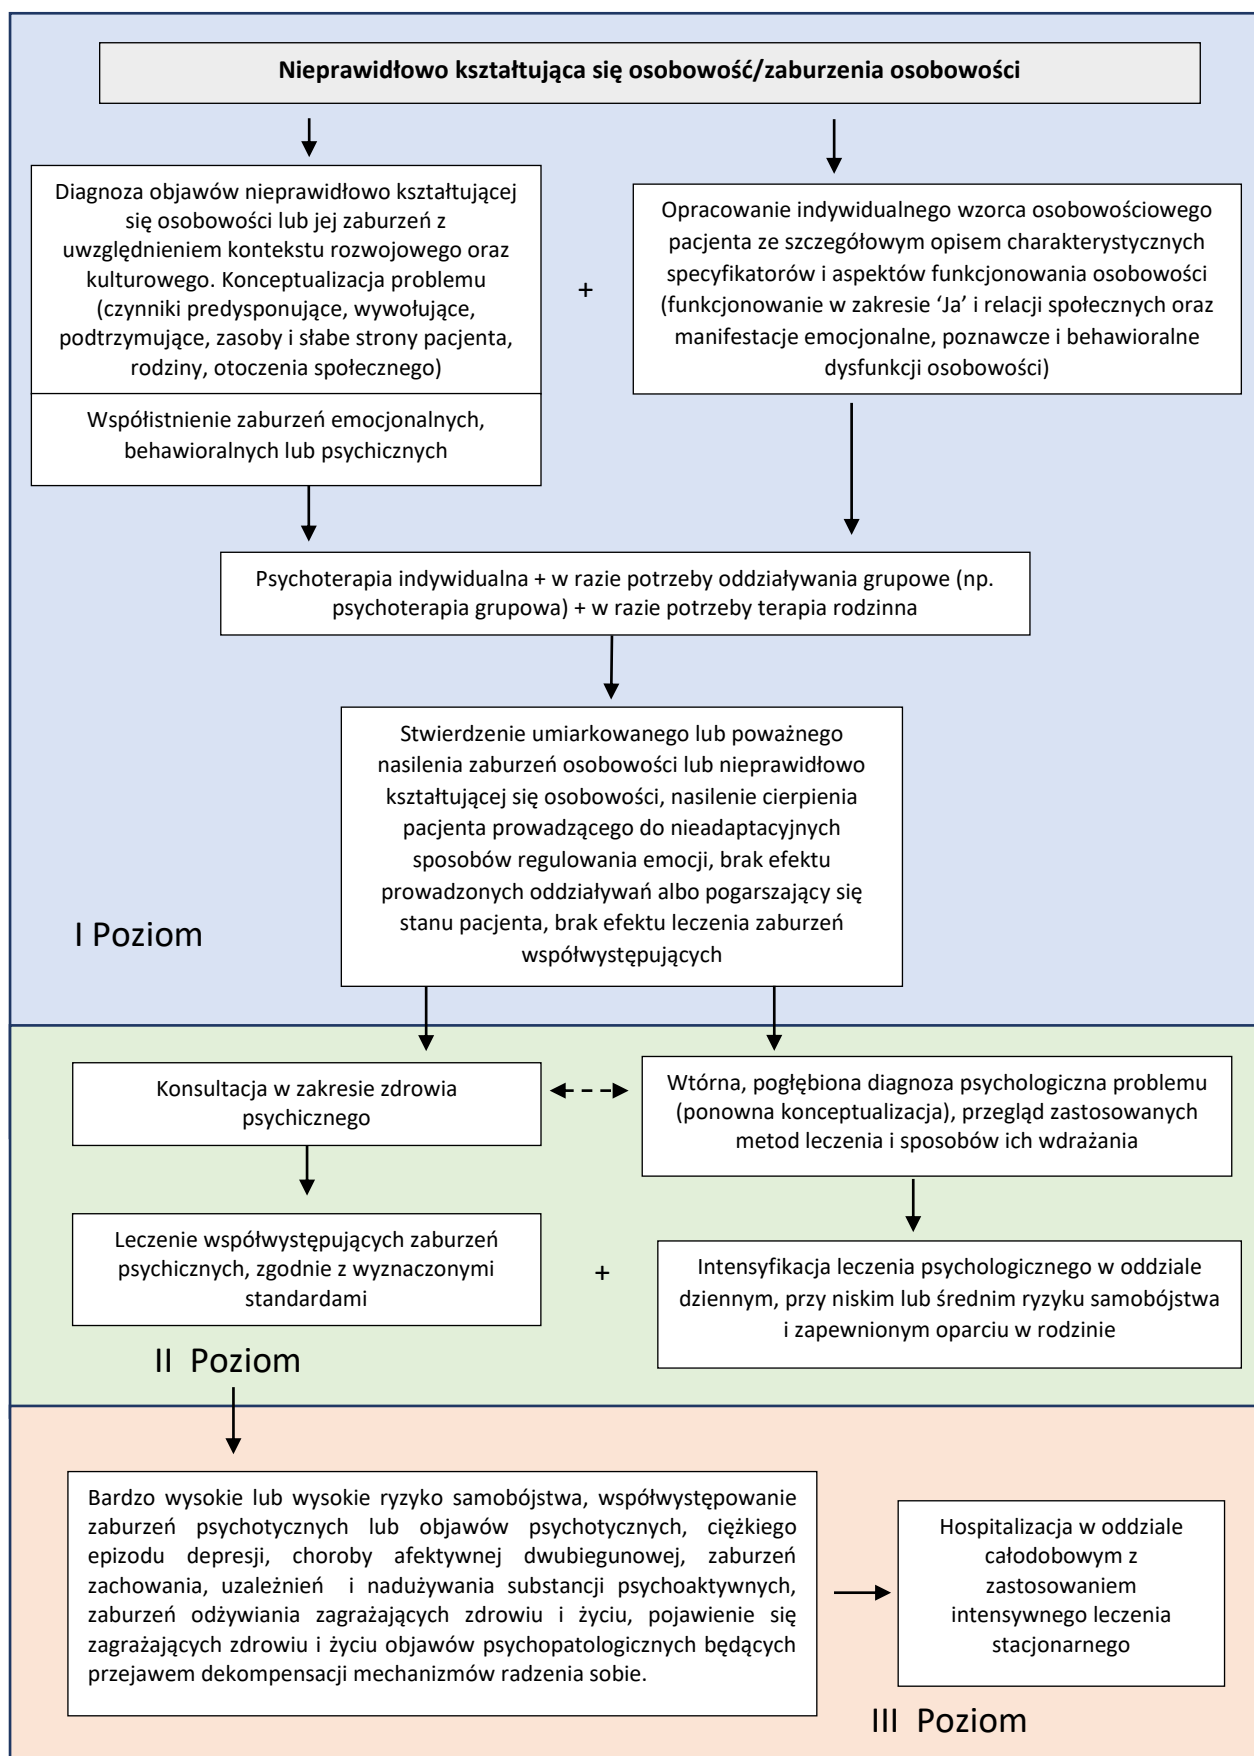 Nieprawidłowo kształtująca się osobowość/zaburzenia osobowości
Diagnoza objawów nieprawidłowo kształtującej
się osobowości lub jej zaburzeń z
uwzględnieniem kontekstu rozwojowego oraz
kulturowego. Konceptualizacja problemu
(czynniki predysponujące, wywołujące,
podtrzymujące, zasoby i słabe strony pacjenta,
rodziny, otoczenia społecznego)
Współistnienie zaburzeń emocjonalnych,
behawioralnych lub psychicznych
+
Opracowanie indywidualnego wzorca osobowościowego
pacjenta ze szczegółowym opisem charakterystycznych
specyfikatorów i aspektów funkcjonowania osobowości
(funkcjonowanie w zakresie ‘Ja’ i relacji społecznych oraz
manifestacje emocjonalne, poznawcze i behawioralne
dysfunkcji osobowości)
Psychoterapia indywidualna + w razie potrzeby oddziaływania grupowe (np.
psychoterapia grupowa) + w razie potrzeby terapia rodzinna
Stwierdzenie umiarkowanego lub poważnego
nasilenia zaburzeń osobowości lub nieprawidłowo
kształtującej się osobowości, nasilenie cierpienia
pacjenta prowadzącego do nieadaptacyjnych
sposobów regulowania emocji, brak efektu
prowadzonych oddziaływań albo pogarszający się
stanu pacjenta, brak efektu leczenia zaburzeń
współwystępujących
I Poziom
Konsultacja w zakresie zdrowia
psychicznego
Wtórna, pogłębiona diagnoza psychologiczna problemu
(ponowna konceptualizacja), przegląd zastosowanych
metod leczenia i sposobów ich wdrażania
Leczenie współwystępujących zaburzeń
psychicznych, zgodnie z wyznaczonymi
standardami
+
Intensyfikacja leczenia psychologicznego w oddziale
dziennym, przy niskim lub średnim ryzyku samobójstwa
i zapewnionym oparciu w rodzinie
II Poziom
Bardzo wysokie lub wysokie ryzyko samobójstwa, współwystępowanie
zaburzeń psychotycznych lub objawów psychotycznych, ciężkiego
epizodu depresji, choroby afektywnej dwubiegunowej, zaburzeń
zachowania, uzależnień i nadużywania substancji psychoaktywnych,
zaburzeń odżywiania zagrażających zdrowiu i życiu, pojawienie się
zagrażających zdrowiu i życiu objawów psychopatologicznych będących
przejawem dekompensacji mechanizmów radzenia sobie.
Hospitalizacja w oddziale
całodobowym z
zastosowaniem
intensywnego leczenia
stacjonarnego
III Poziom